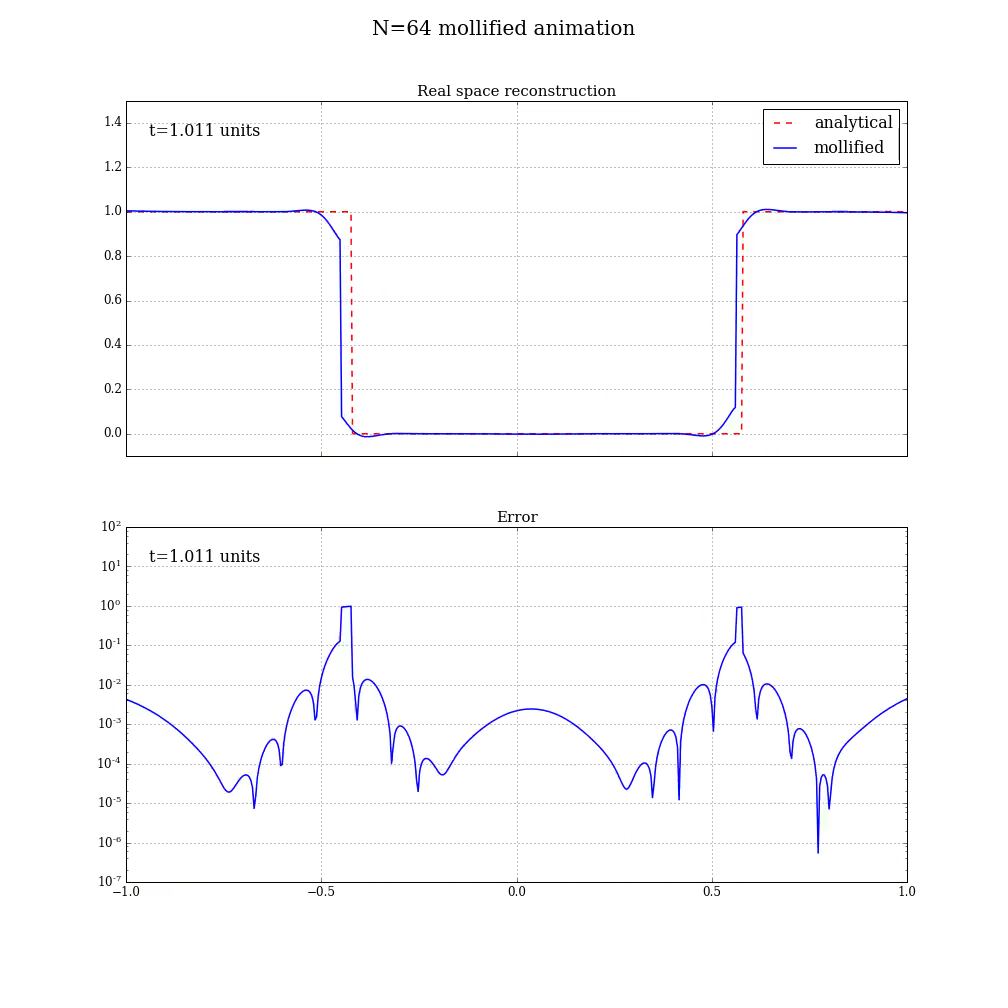 N=64 mollified animation
Real space reconstruction
t=1.011 units
analytical
mollified
1.4
1.2
1.0
0.8
0.6
0.4
0.2
0.0
Error
t=1.011 units
10²
10¹
10⁰
10⁻¹
10⁻²
10⁻³
10⁻⁴
10⁻⁵
10⁻⁶
10⁻⁷
−1.0 −0.5 0.0 0.5 1.0